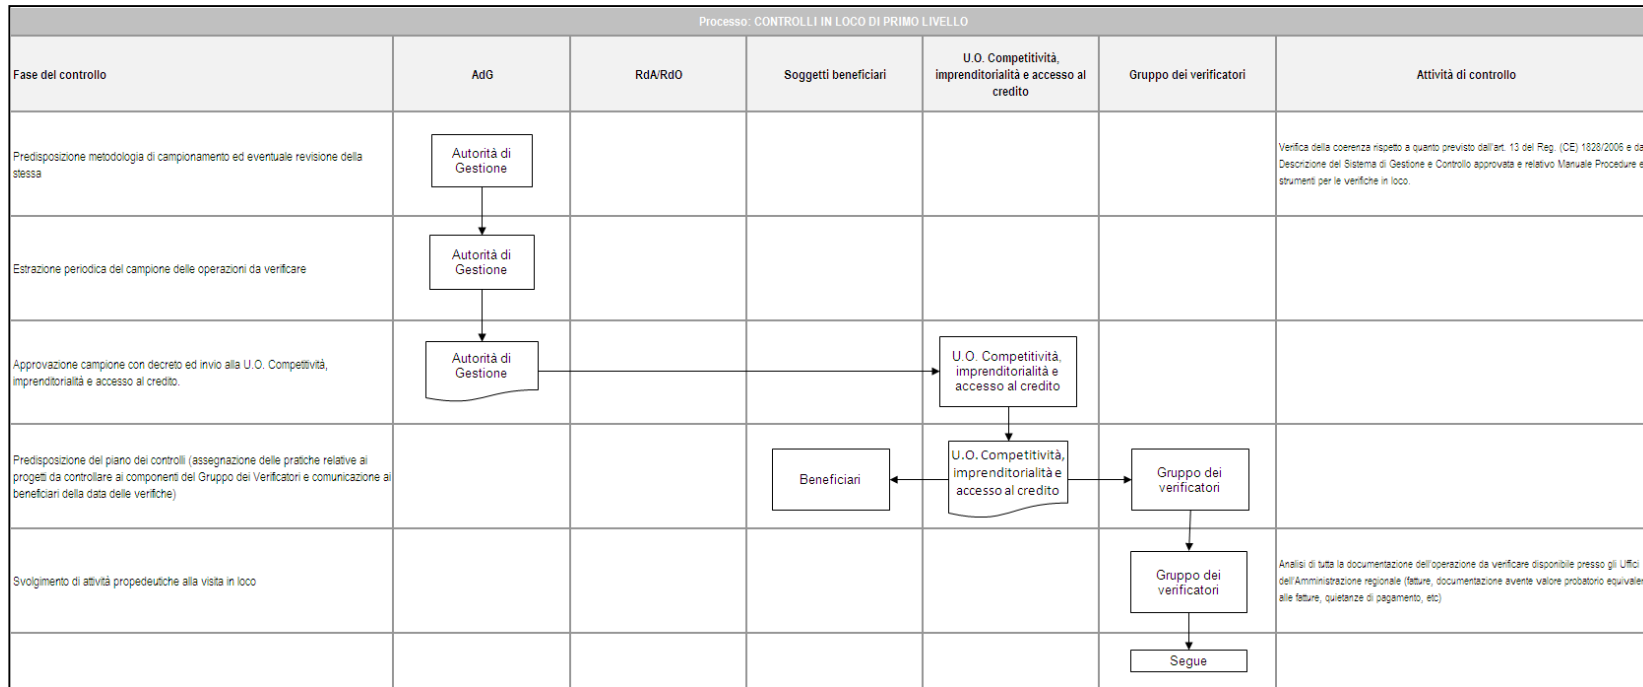 Processo: CONTROLLI IN LOCO DI PRIMO LIVELLO
Fase del controllo
AdG
RdA/RdO
Soggetti beneficiari
U.O. Competitività,
imprenditorialità e accesso al
credito
Gruppo dei verificatori
Attività di controllo
Predisposizione metodologia di campionamento ed eventuale revisione della
stessa
Autorità di
Gestione
Verifica della coerenza rispetto a quanto previsto dall'art. 13 del Reg. (CE) 1828/2006 e da
Descrizione del Sistema di Gestione e Controllo approvata e relativo Manuale Procedure e
strumenti per le verifiche in loco.
Estrazione periodica del campione delle operazioni da verificare
Autorità di
Gestione
Approvazione campione con decreto ed invio alla U.O. Competitività,
imprenditorialità e accesso al credito.
Autorità di
Gestione
U.O. Competitività,
imprenditorialità e
accesso al credito
Predisposizione del piano dei controlli (assegnazione delle pratiche relative ai
progetti da controllare ai componenti del Gruppo dei Verificatori e comunicazione ai
beneficiari della data delle verifiche)
Beneficiari
U.O. Competitività,
imprenditorialità e
accesso al credito
Gruppo dei
verificatori
Svolgimento di attività propedeutiche alla visita in loco
Gruppo dei
verificatori
Analisi di tutta la documentazione dell'operazione da verificare disponibile presso gli Uffici
dell'Amministrazione regionale (fatture, documentazione avente valore probatorio equivale
alle fatture, quietanze di pagamento, etc)
Segue